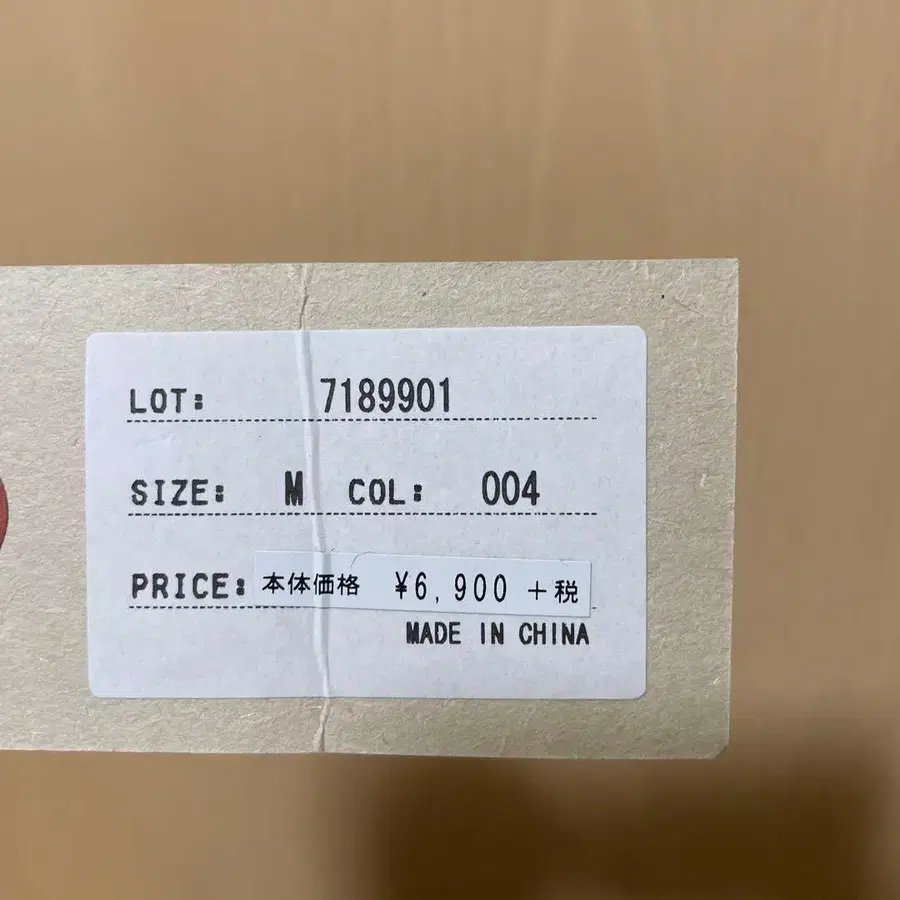 LOT: 7189901
SIZE: M COL: 004
PRICE: 本体価格 ¥6,900 +税
MADE IN CHINA